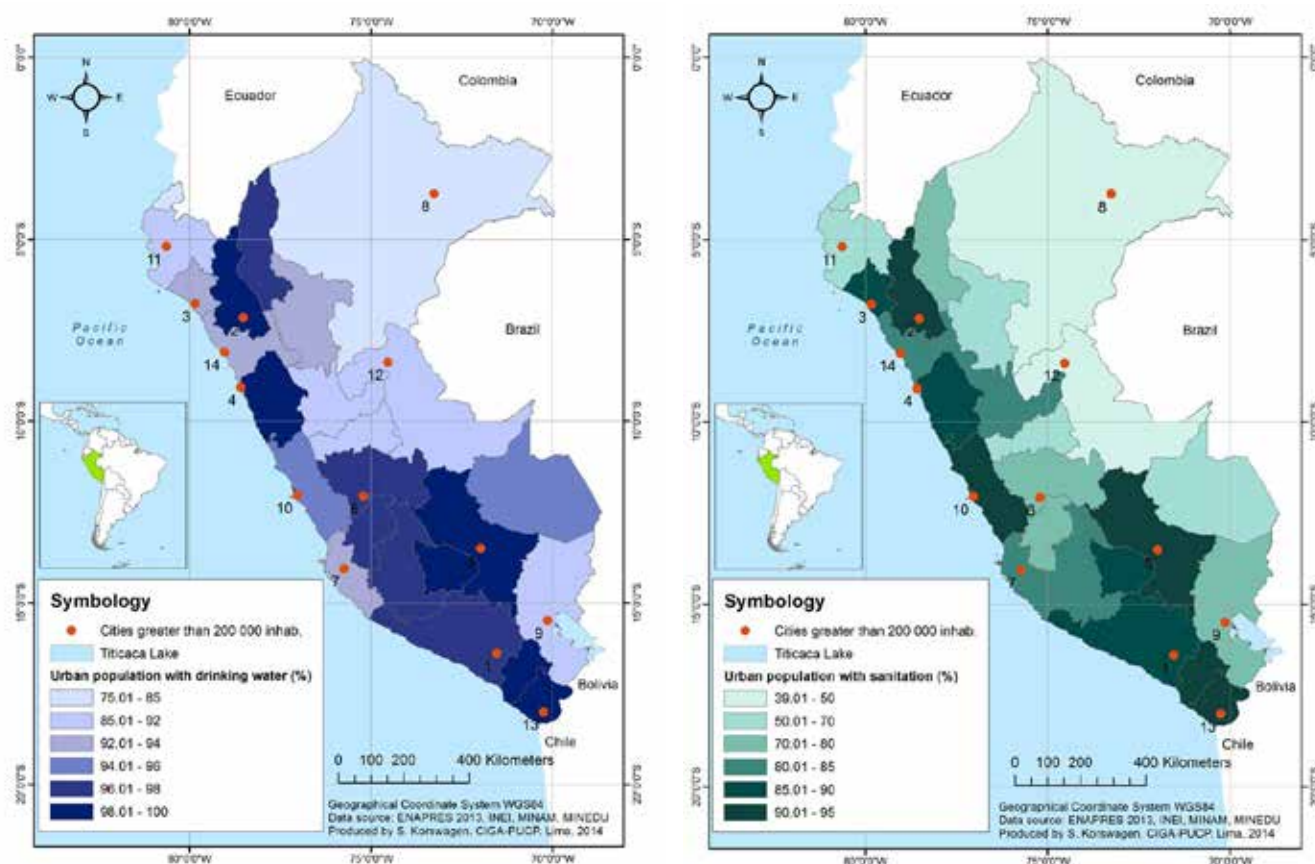 80°0'0"W 75°0'0"W 70°0'0"W
N
W E
S
Ecuador
Colombia
Brazil
Pacific
Ocean
Bolivia
Chile
8
11
3
2
14
4
12
10
7
9
13
Symbology
Cities greater than 200 000 inhab.
Titicaca Lake
Urban population with drinking water (%)
75.01 - 85
85.01 - 92
92.01 - 94
94.01 - 96
96.01 - 98
98.01 - 100
0 100 200 400 Kilometers
Geographical Coordinate System WGS84
Data source: ENAPRES 2013, INEI, MINAM, MINEDU
Produced by S. Korswagen, CIGA-PUCP, Lima, 2014
80°0'0"W 75°0'0"W 70°0'0"W
80°0'0"W 75°0'0"W 70°0'0"W
N
W E
S
Ecuador
Colombia
Brazil
Pacific
Ocean
Bolivia
Chile
8
11
3
2
14
4
12
10
7
9
13
Symbology
Cities greater than 200 000 inhab.
Titicaca Lake
Urban population with sanitation (%)
39.01 - 50
50.01 - 70
70.01 - 80
80.01 - 85
85.01 - 90
90.01 - 95
0 100 200 400 Kilometers
Geographical Coordinate System WGS84
Data source: ENAPRES 2013, INEI, MINAM, MINEDU
Produced by S. Korswagen, CIGA-PUCP, Lima, 2014
80°0'0"W 75°0'0"W 70°0'0"W